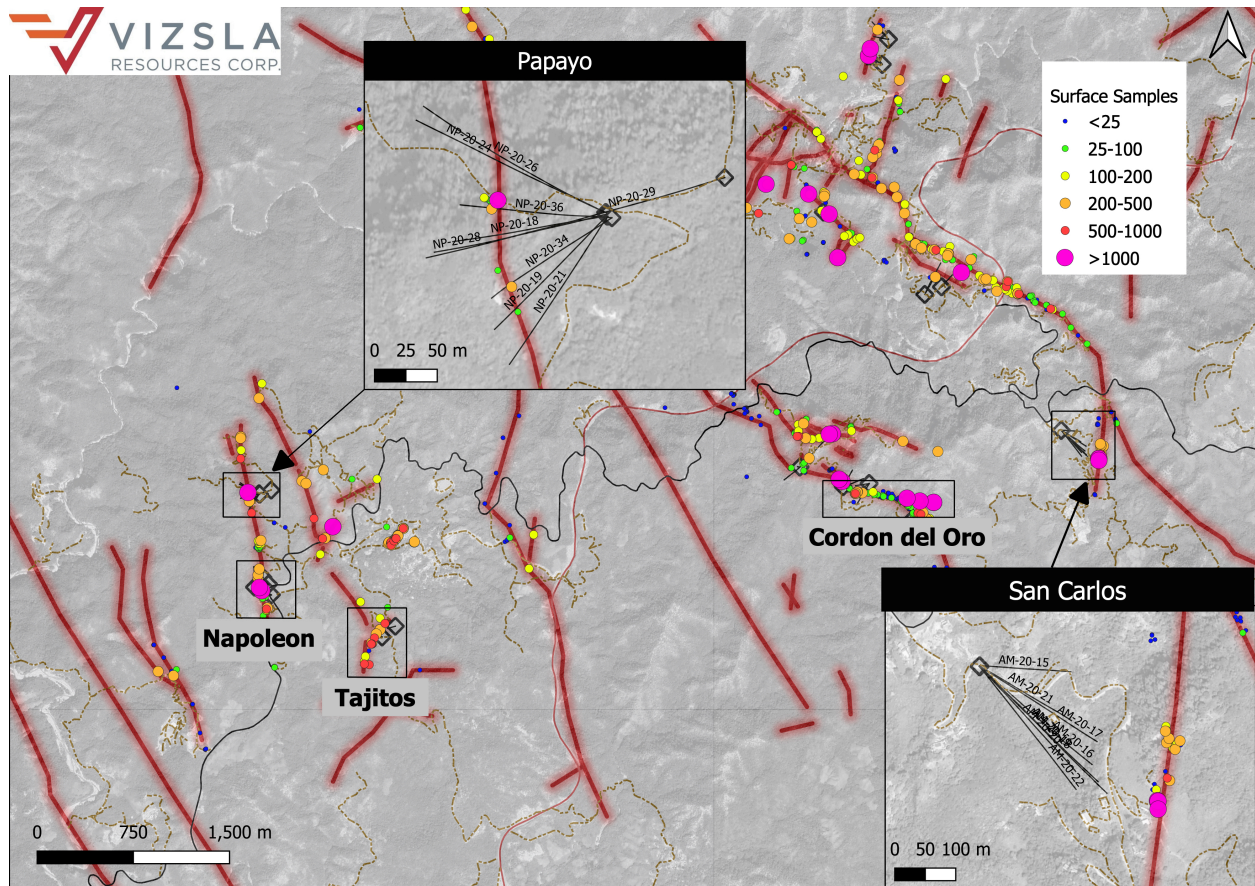 VIZSLA
RESOURCES CORP.
Papayo
NP-20-24
NP-20-26
NP-20-29
NP-20-36
NP-20-18
NP-20-28
NP-20-34
NP-20-19
NP-20-21
0 25 50 m
Surface Samples
<25
25-100
100-200
200-500
500-1000
>1000
Cordon del Oro
Napoleon
Tajitos
San Carlos
AM-20-15
AM-20-21
AM-20-17
AM-20-16
AM-20-22
0 50 100 m
0 750 1,500 m